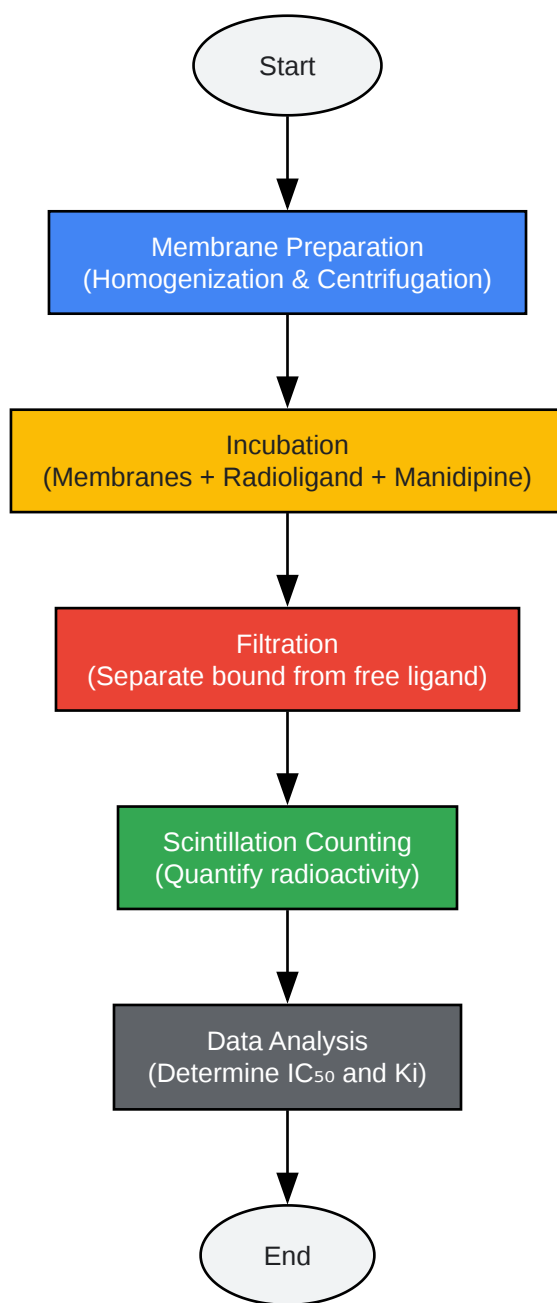 Start
Membrane Preparation
(Homogenization & Centrifugation)
Incubation
(Membranes + Radioligand + Manidipine)
Filtration
(Separate bound from free ligand)
Scintillation Counting
(Quantify radioactivity)
Data Analysis
(Determine IC₅₀ and Ki)
End